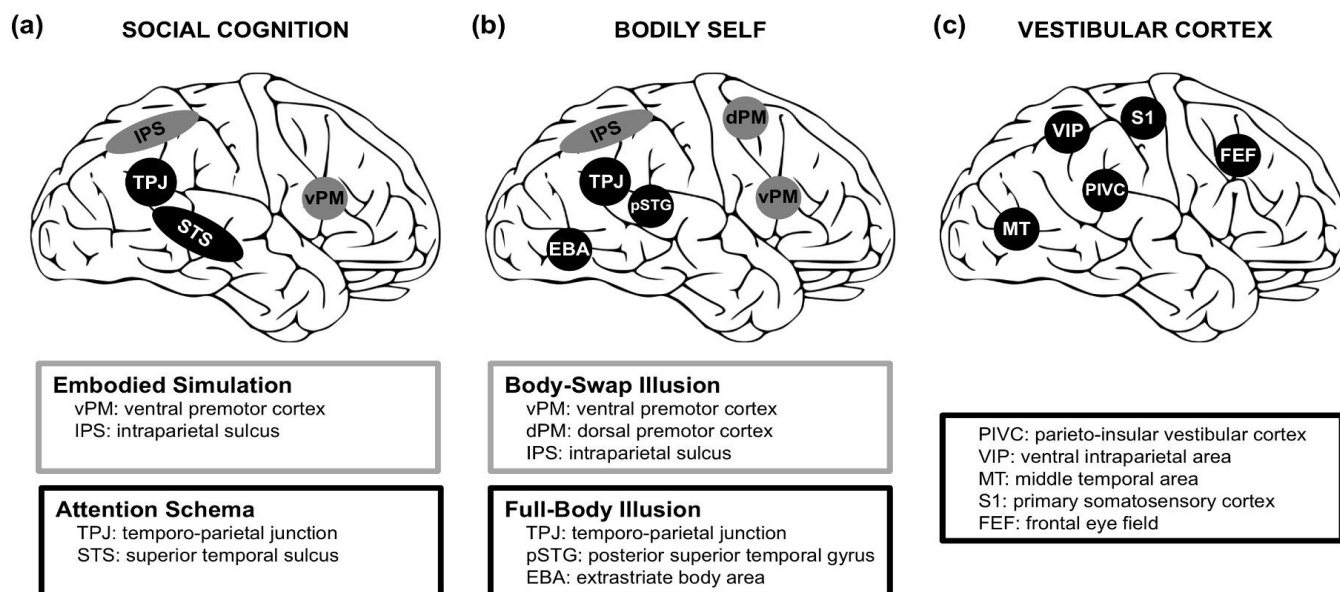 (a) SOCIAL COGNITION
IPS
TPJ
vPM
STS
Embodied Simulation
vPM: ventral premotor cortex
IPS: intraparietal sulcus
Attention Schema
TPJ: temporo-parietal junction
STS: superior temporal sulcus
(b) BODILY SELF
dPM
IPS
TPJ
pSTG
vPM
EBA
Body-Swap Illusion
vPM: ventral premotor cortex
dPM: dorsal premotor cortex
IPS: intraparietal sulcus
Full-Body Illusion
TPJ: temporo-parietal junction
pSTG: posterior superior temporal gyrus
EBA: extrastriate body area
(c) VESTIBULAR CORTEX
S1
VIP
FEF
PIVC
MT
PIVC: parieto-insular vestibular cortex
VIP: ventral intraparietal area
MT: middle temporal area
S1: primary somatosensory cortex
FEF: frontal eye field